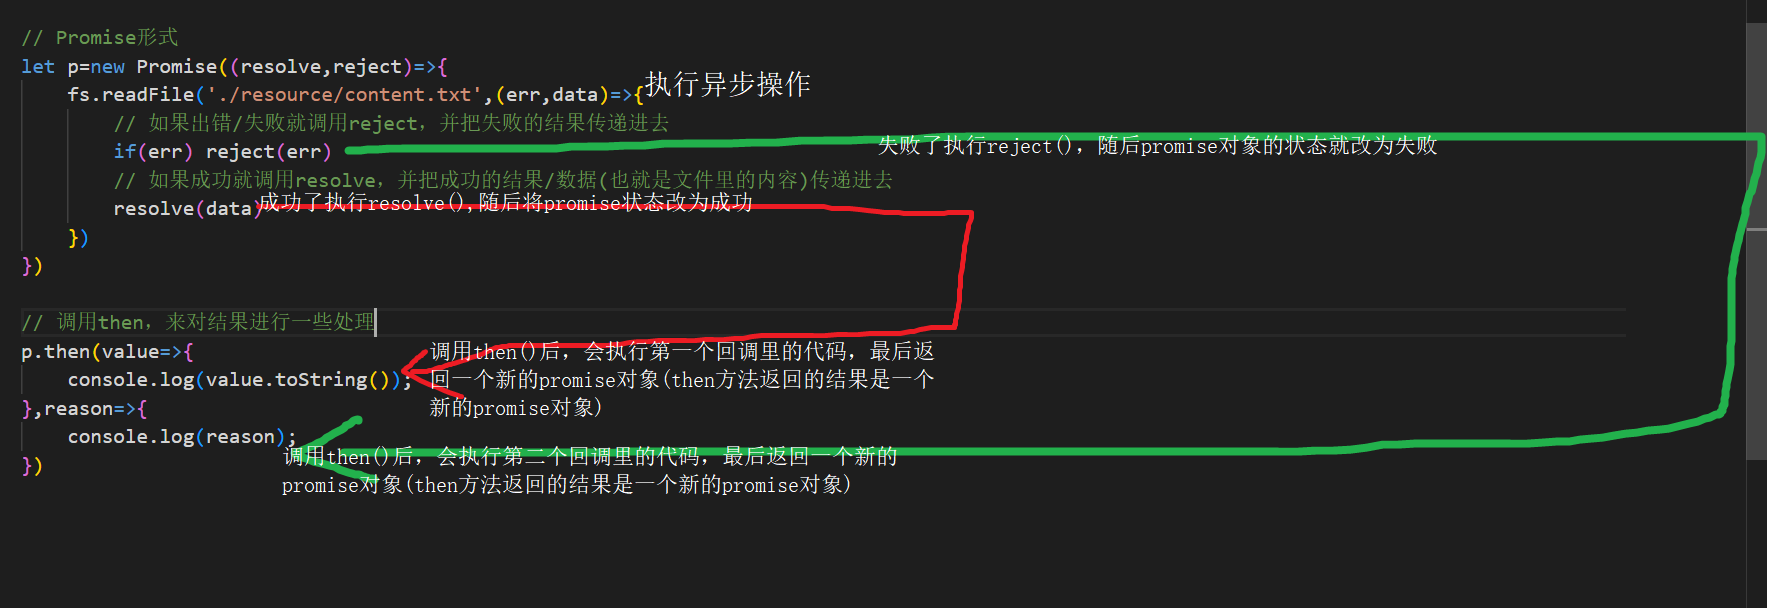 // Promise形式
let p=new Promise((resolve,reject)=>{
fs.readFile('./resource/content.txt',(err,data)=>{执行异步操作
// 如果出错/失败就调用reject，并把失败的结果传递进去
if(err) reject(err)
失败了执行reject(), 随后promise对象的状态就改为失败
// 如果成功就调用resolve，并把成功的结果/数据(也就是文件里的内容)传递进去
resolve(data)
成功了执行resolve(),随后将promise状态改为成功
})
})
// 调用then，来对结果进行一些处理
p.then(value=>{
console.log(value.toString());
},reason=>{
console.log(reason);
})
调用then()后，会执行第一个回调里的代码，最后返
回一个新的promise对象(then方法返回的结果是一个
新的promise对象)
调用then()后，会执行第二个回调里的代码，最后返回一个新的
promise对象(then方法返回的结果是一个新的promise对象)